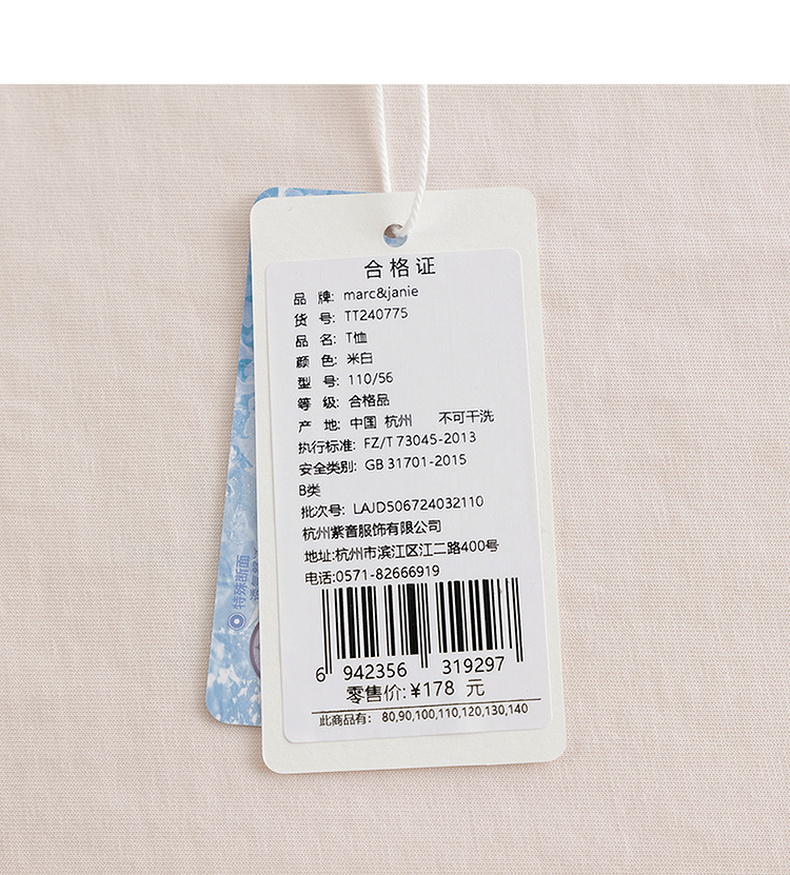 合格证
品 牌: marc&janie
货 号: TT240775
品 名: T恤
颜 色: 米白
型 号: 110/56
等 级: 合格品
产 地: 中国 杭州 不可干洗
执行标准: FZ/T 73045-2013
安全类别: GB 31701-2015
B类
批次号: LAJD506724032110
杭州紫音服饰有限公司
地址:杭州市滨江区江二路400号
电话:0571-82666919
6 942356 319297
零售价:¥178 元
此商品有: 80,90,100,110,120,130,140
特殊断面